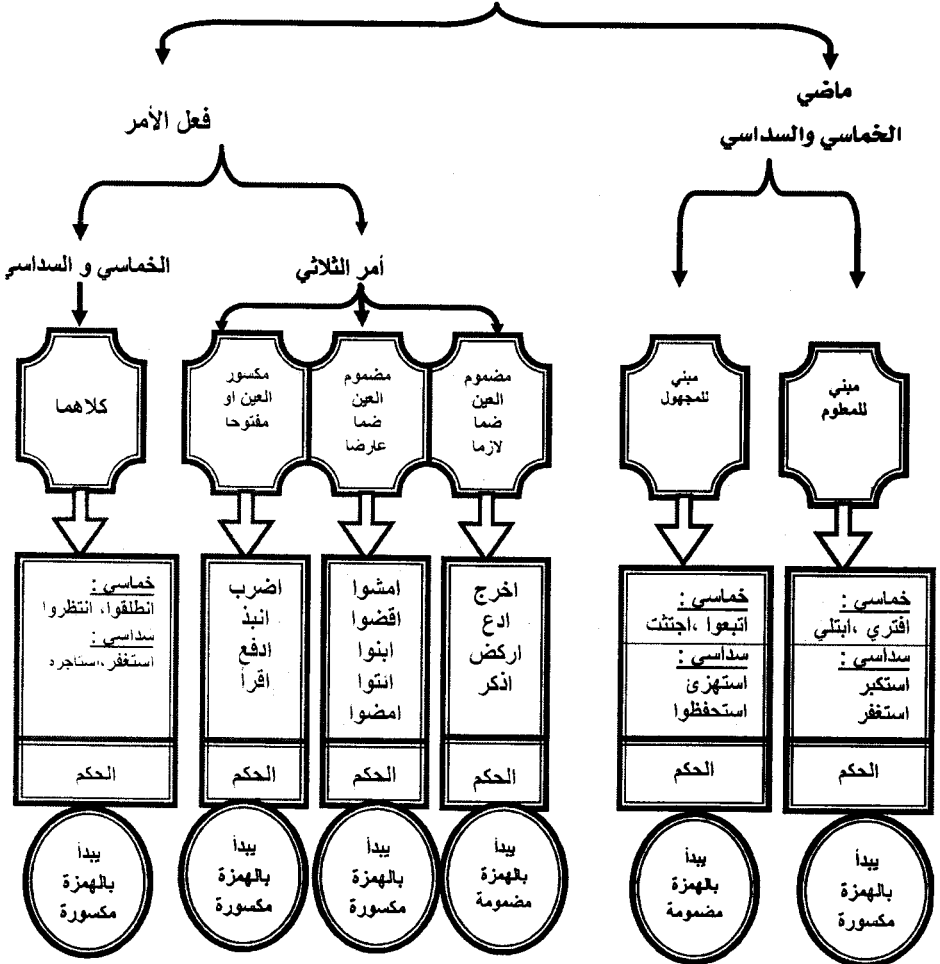 ماضي
الخماسي والسداسي
فعل الأمر
أمر الثلاثي
الخماسي و السداسي
مبني
للمعلوم
مبني
للمجهول
مضموم
العين
ضما
لازما
مضموم
العين
ضما
عارضا
مكسور
العين او
مفتوحا
كلاهما
خماسي :
افتري ،ابتلي
سداسي :
استكبر
استغفر
خماسي :
اتبعوا ،اجتثت
سداسي :
استهزئ
استحفظوا
اخرج
ادع
اركض
اذكر
امشوا
اقضوا
ابنوا
ائتوا
امضوا
اضرب
انبذ
ادفع
اقرأ
خماسي :
انطلقوا، انتظروا
سداسي :
استغفر،استاجره
الحكم
الحكم
الحكم
الحكم
الحكم
الحكم
يبدأ
بالهمزة
مكسورة
يبدأ
بالهمزة
مضمومة
يبدأ
بالهمزة
مضمومة
يبدأ
بالهمزة
مكسورة
يبدأ
بالهمزة
مكسورة
يبدأ
بالهمزة
مكسورة